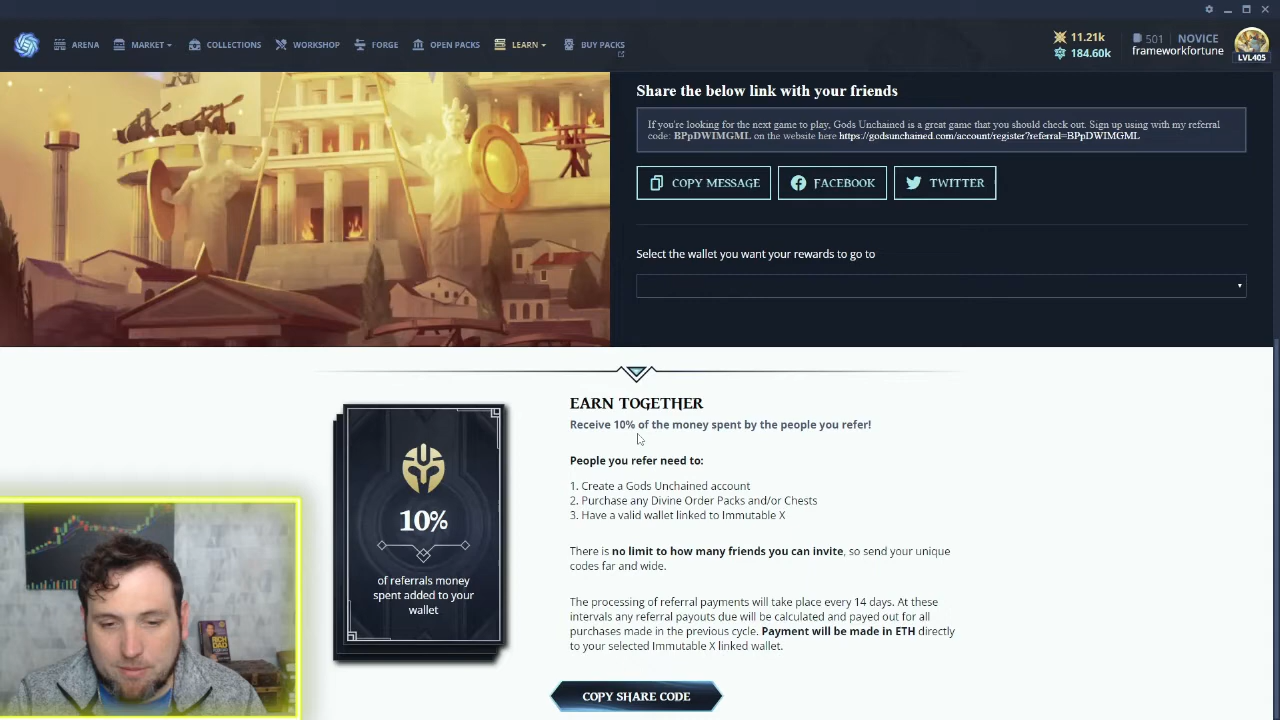 ARENA
MARKET
COLLECTIONS
WORKSHOP
FORGE
OPEN PACKS
LEARN
BUY PACKS
11.21k
184.60k
501
NOVICE
frameworkfortune
LVL405
Share the below link with your friends
If you're looking for the next game to play, Gods Unchained is a great game that you should check out. Sign up using with my referral
code: BPpDWIMGML on the website here https://godsunchained.com/account/register?referral=BPpDWIMGML
COPY MESSAGE
FACEBOOK
TWITTER
Select the wallet you want your rewards to go to
EARN TOGETHER
Receive 10% of the money spent by the people you refer!
People you refer need to:
1. Create a Gods Unchained account
2. Purchase any Divine Order Packs and/or Chests
3. Have a valid wallet linked to Immutable X
There is no limit to how many friends you can invite, so send your unique
codes far and wide.
The processing of referral payments will take place every 14 days. At these
intervals any referral payouts due will be calculated and payed out for all
purchases made in the previous cycle. Payment will be made in ETH directly
to your selected Immutable X linked wallet.
10%
of referrals money
spent added to your
wallet
COPY SHARE CODE
RICH DAD